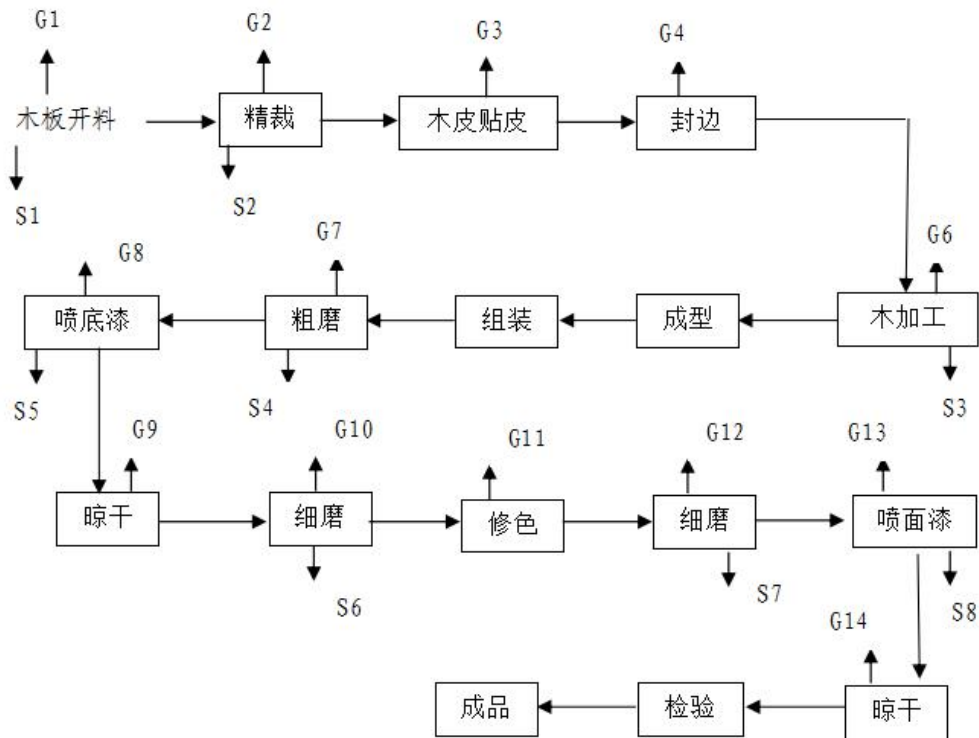 G1
G2
G3
G4
木板开料
精裁
木皮贴皮
封边
S1
S2
G8
G7
G6
喷底漆
粗磨
组装
成型
木加工
S5
S4
S3
G9
G10
G11
G12
G13
晾干
细磨
修色
细磨
喷面漆
S6
S7
S8
G14
成品
检验
晾干